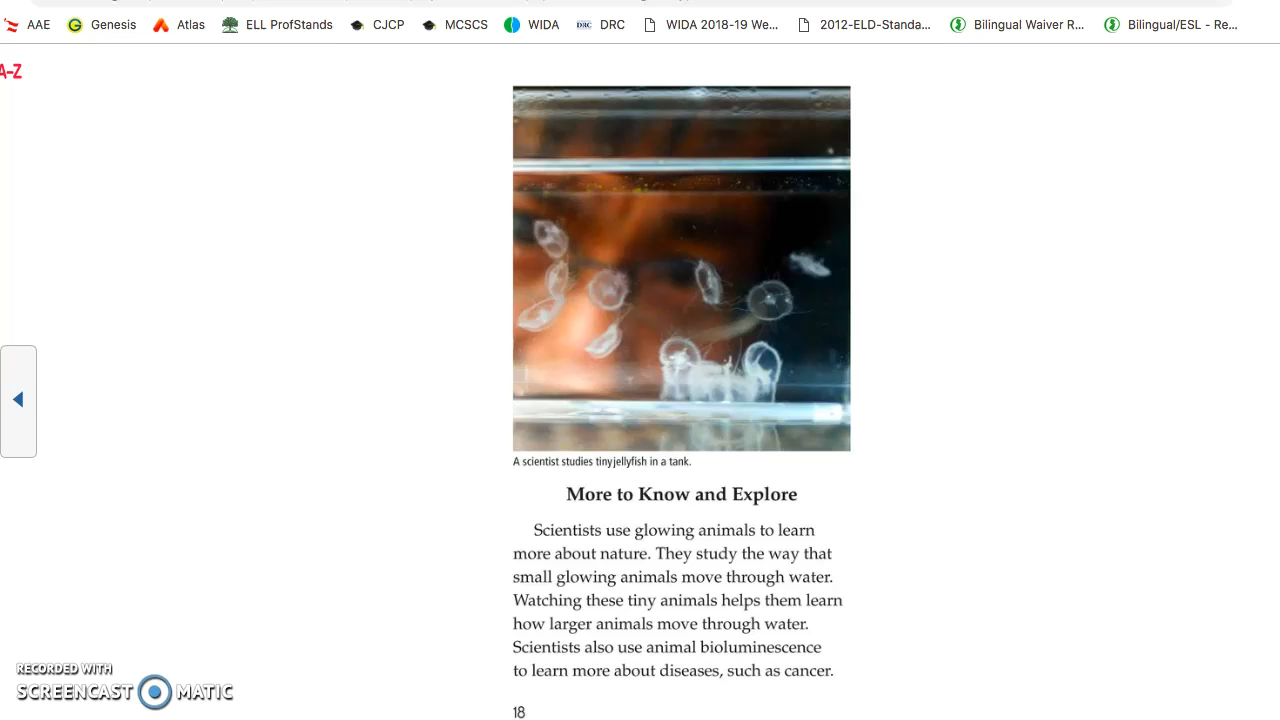 AAE Genesis Atlas ELL ProfStands CJCP MCSCS WIDA DRC DRC WIDA 2018-19 We... 2012-ELD-Standa... Bilingual Waiver R... Bilingual/ESL - Re...
A-Z
A scientist studies tiny jellyfish in a tank.
More to Know and Explore
Scientists use glowing animals to learn
more about nature. They study the way that
small glowing animals move through water.
Watching these tiny animals helps them learn
how larger animals move through water.
Scientists also use animal bioluminescence
to learn more about diseases, such as cancer.
18
RECORDED WITH
SCREENCAST MATIC